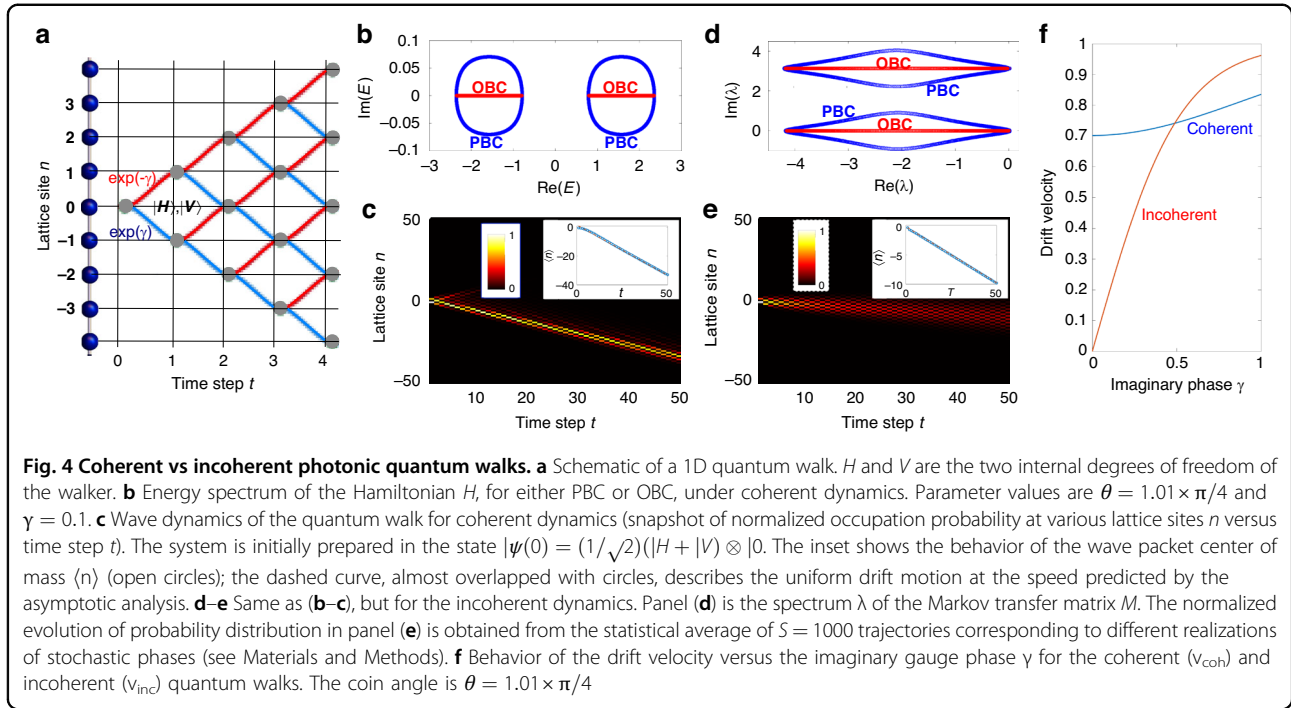 a
Lattice site n
3
2
1
0
−1
−2
−3
exp(-γ)
|H⟩,|V⟩
exp(γ)
0 1 2 3 4
Time step t
b
0.1
0.05
0
−0.05
−0.1
Im(E)
OBC
OBC
PBC
PBC
−3 −2 −1 0 1 2 3
Re(E)
c
50
0
−50
Lattice site n
1
0
0
−20
−40
⟨n⟩
0 t 50
10 20 30 40 50
Time step t
d
4
2
0
Im(λ)
OBC
PBC
PBC
OBC
−4 −3 −2 −1 0
Re(λ)
e
50
0
−50
Lattice site n
1
0
0
−5
−10
⟨n⟩
0 T 50
10 20 30 40 50
Time step t
f
1
0.9
0.8
0.7
0.6
0.5
0.4
0.3
0.2
0.1
0
Drift velocity
Coherent
Incoherent
0 0.5 1
Imaginary phase γ
Fig. 4 Coherent vs incoherent photonic quantum walks. a Schematic of a 1D quantum walk. H and V are the two internal degrees of freedom of
the walker. b Energy spectrum of the Hamiltonian H, for either PBC or OBC, under coherent dynamics. Parameter values are θ = 1.01 × π/4 and
γ = 0.1. c Wave dynamics of the quantum walk for coherent dynamics (snapshot of normalized occupation probability at various lattice sites n versus
time step t). The system is initially prepared in the state |ψ(0) = (1/√2)(|H + |V) ⊗ |0. The inset shows the behavior of the wave packet center of
mass ⟨n⟩ (open circles); the dashed curve, almost overlapped with circles, describes the uniform drift motion at the speed predicted by the
asymptotic analysis. d–e Same as (b–c), but for the incoherent dynamics. Panel (d) is the spectrum λ of the Markov transfer matrix M. The normalized
evolution of probability distribution in panel (e) is obtained from the statistical average of S = 1000 trajectories corresponding to different realizations
of stochastic phases (see Materials and Methods). f Behavior of the drift velocity versus the imaginary gauge phase γ for the coherent (vcoh) and
incoherent (vinc) quantum walks. The coin angle is θ = 1.01 × π/4